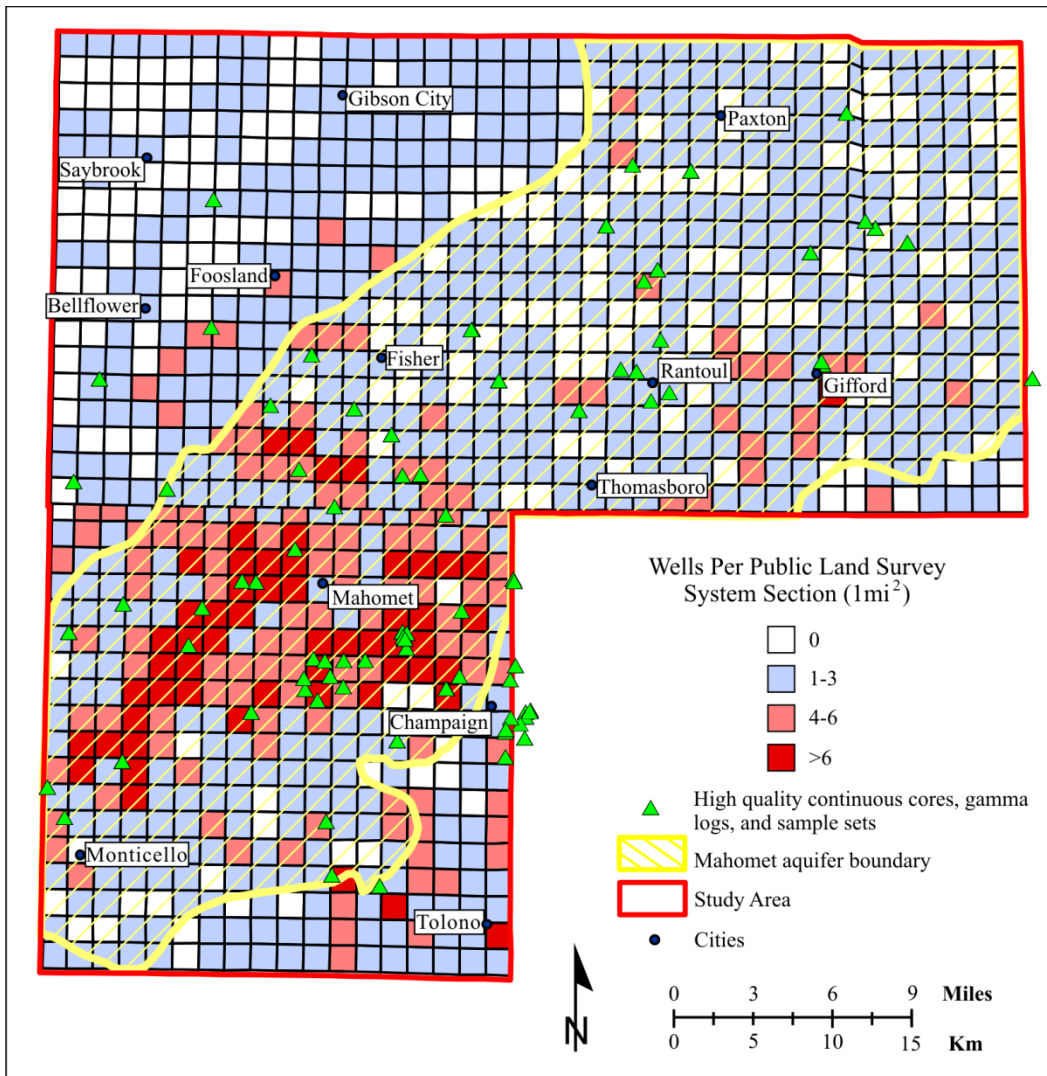 Gibson City
Paxton
Saybrook
Foosland
Bellflower
Fisher
Rantoul
Gifford
Thomasboro
Mahomet
Champaign
Monticello
Tolono
Wells Per Public Land Survey
System Section (1mi²)
0
1-3
4-6
>6
High quality continuous cores, gamma
logs, and sample sets
Mahomet aquifer boundary
Study Area
Cities
N
0 3 6 9 Miles
0 5 10 15 Km